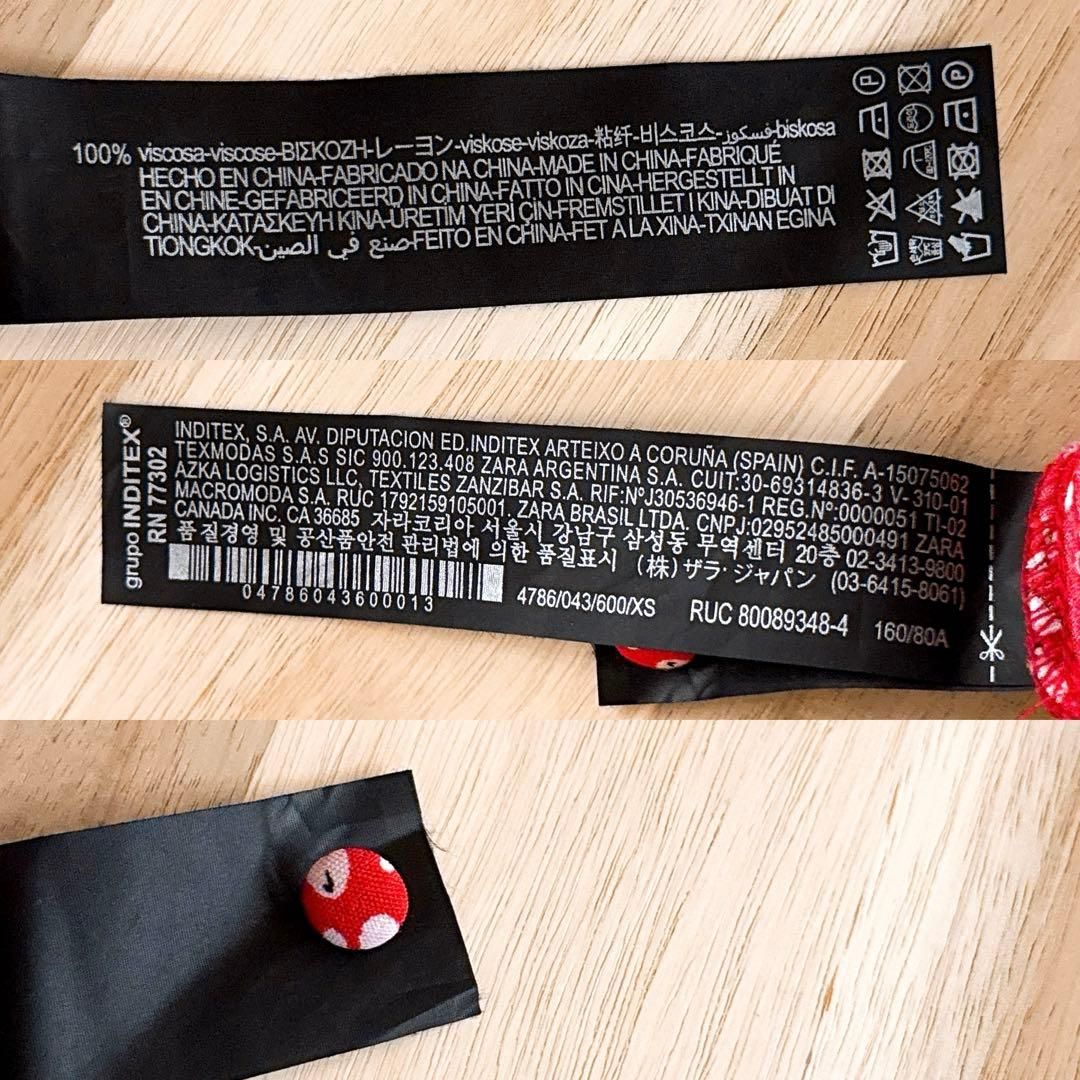 100% viscosa-viscose-ΒΙΣΚΟΖΗ-レーヨン-viskose-viskoza-粘纤-비스코스-فسكوز-biskosa
HECHO EN CHINA-FABRICADO NA CHINA-MADE IN CHINA-FABRIQUÉ
EN CHINE-GEFABRICEERD IN CHINA-FATTO IN CINA-HERGESTELLT IN
CHINA-ΚΑΤΑΣΚΕΥΗ ΚΙΝΑ-ÜRETIM YERİ ÇİN-FREMSTILLET I KINA-DIBUAT DI
TIONGKOK-صنع في الصين-FEITO EN CHINA-FET A LA XINA-TXINAN EGINA
grupo INDITEX®
RN 77302
INDITEX, S.A. AV. DIPUTACION ED.INDITEX ARTEIXO A CORUÑA (SPAIN) C.I.F. A-15075062
TEXMODAS S.A.S SIC 900.123.408 ZARA ARGENTINA S.A. CUIT:30-69314836-3 V-310-01
AZKA LOGISTICS LLC, TEXTILES ZANZIBAR S.A. RIF:NºJ30536946-1 REG.Nº:0000051 TI-02
MACROMODA S.A. RUC 1792159105001. ZARA BRASIL LTDA. CNPJ:02952485000491 ZARA
CANADA INC. CA 36685 자라코리아 서울시 강남구 삼성동 무역센터 20층 02-3413-9800
품질경영 및 공산품안전 관리법에 의한 품질표시 (株) ザラ・ジャパン (03-6415-8061)
04786043600013
4786/043/600/XS RUC 80089348-4 160/80A